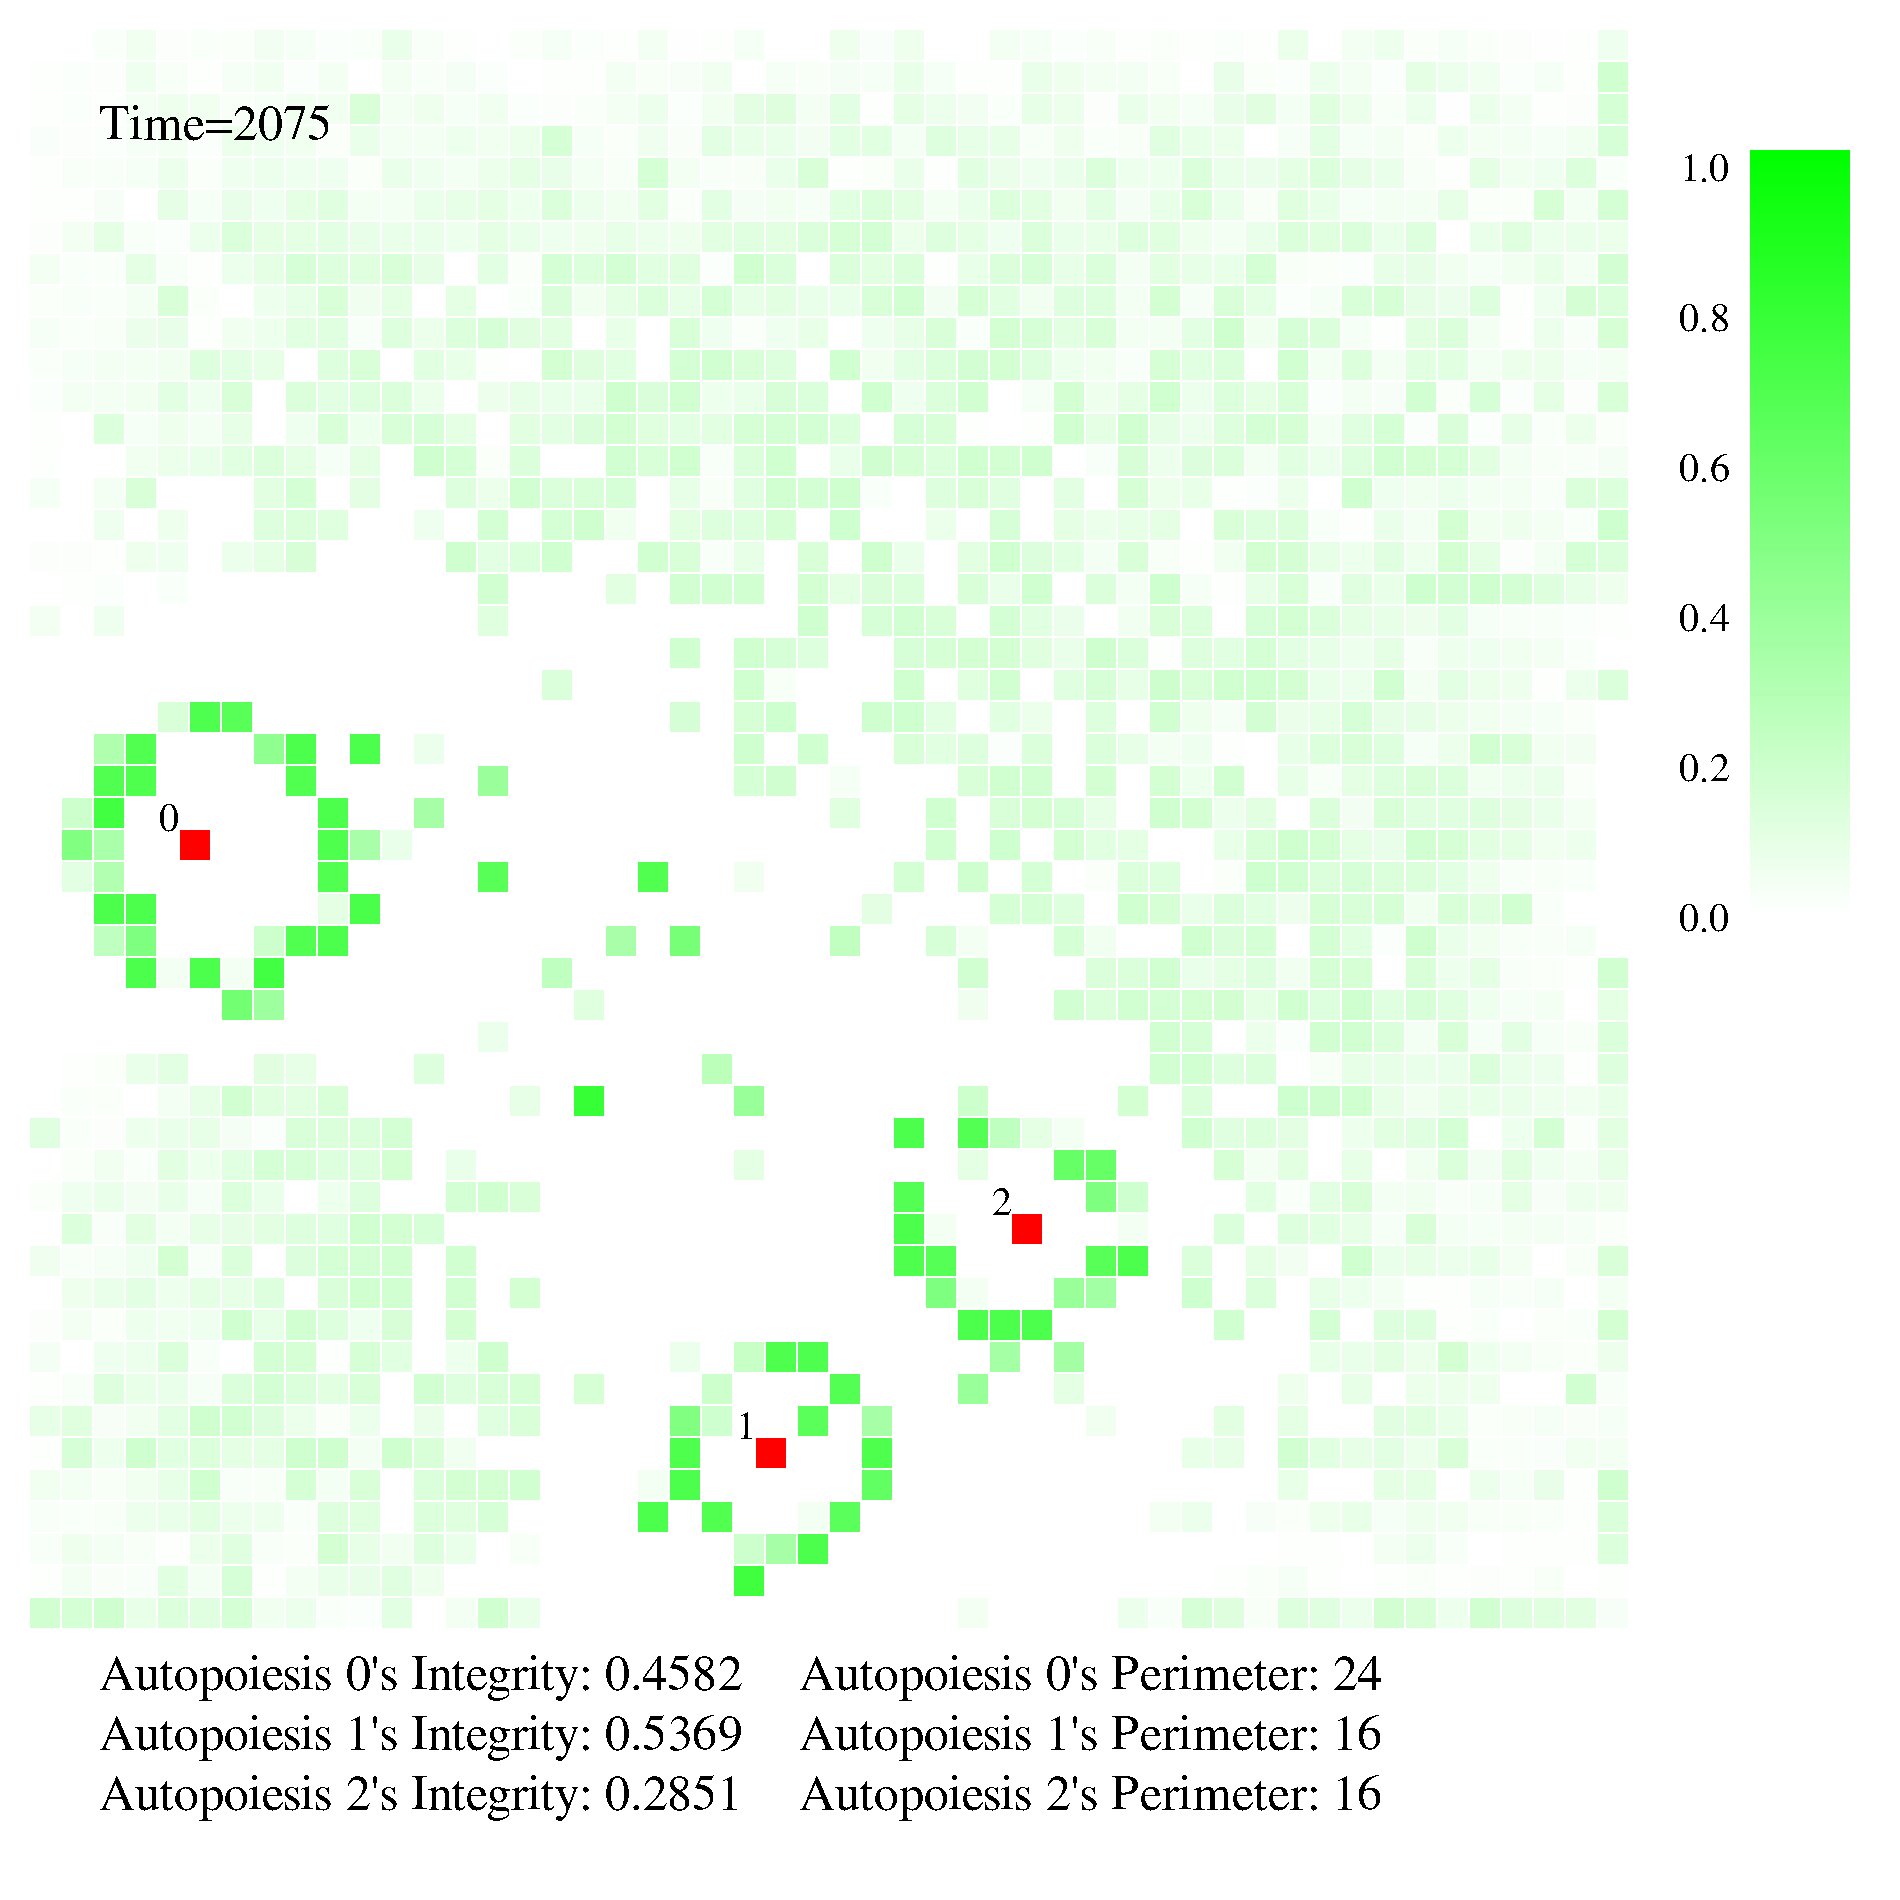 Time=2075
1.0
0.8
0.6
0.4
0.2
0.0
0
2
1
Autopoiesis 0's Integrity: 0.4582 Autopoiesis 0's Perimeter: 24
Autopoiesis 1's Integrity: 0.5369 Autopoiesis 1's Perimeter: 16
Autopoiesis 2's Integrity: 0.2851 Autopoiesis 2's Perimeter: 16